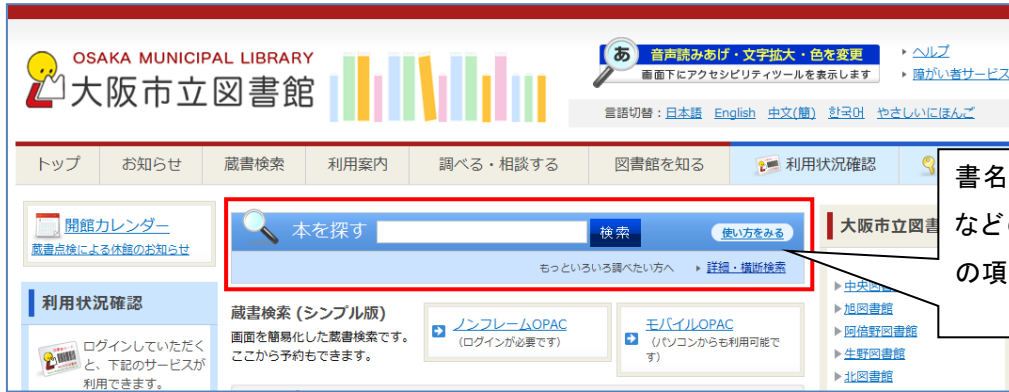 OSAKA MUNICIPAL LIBRARY
大阪市立図書館
あ 音声読みあげ・文字拡大・色を変更
画面下にアクセシビリティツールを表示します
ヘルプ
障がい者サービス
言語切替：日本語 English 中文(簡) 한국어 やさしいにほんご
トップ お知らせ 蔵書検索 利用案内 調べる・相談する 図書館を知る 利用状況確認
書名
など
の項
開館カレンダー
蔵書点検による休館のお知らせ
本を探す 検索 使い方をみる
もっといろいろ調べたい方へ 詳細・横断検索
大阪市立図書
中央図書館
旭図書館
阿倍野図書館
生野図書館
北図書館
利用状況確認
ログインしていただく
と、下記のサービスが
利用できます。
蔵書検索 (シンプル版)
画面を簡易化した蔵書検索です。
ここから予約もできます。
ノンフレームOPAC
(ログインが必要です)
モバイルOPAC
(パソコンからも利用可能で
す)